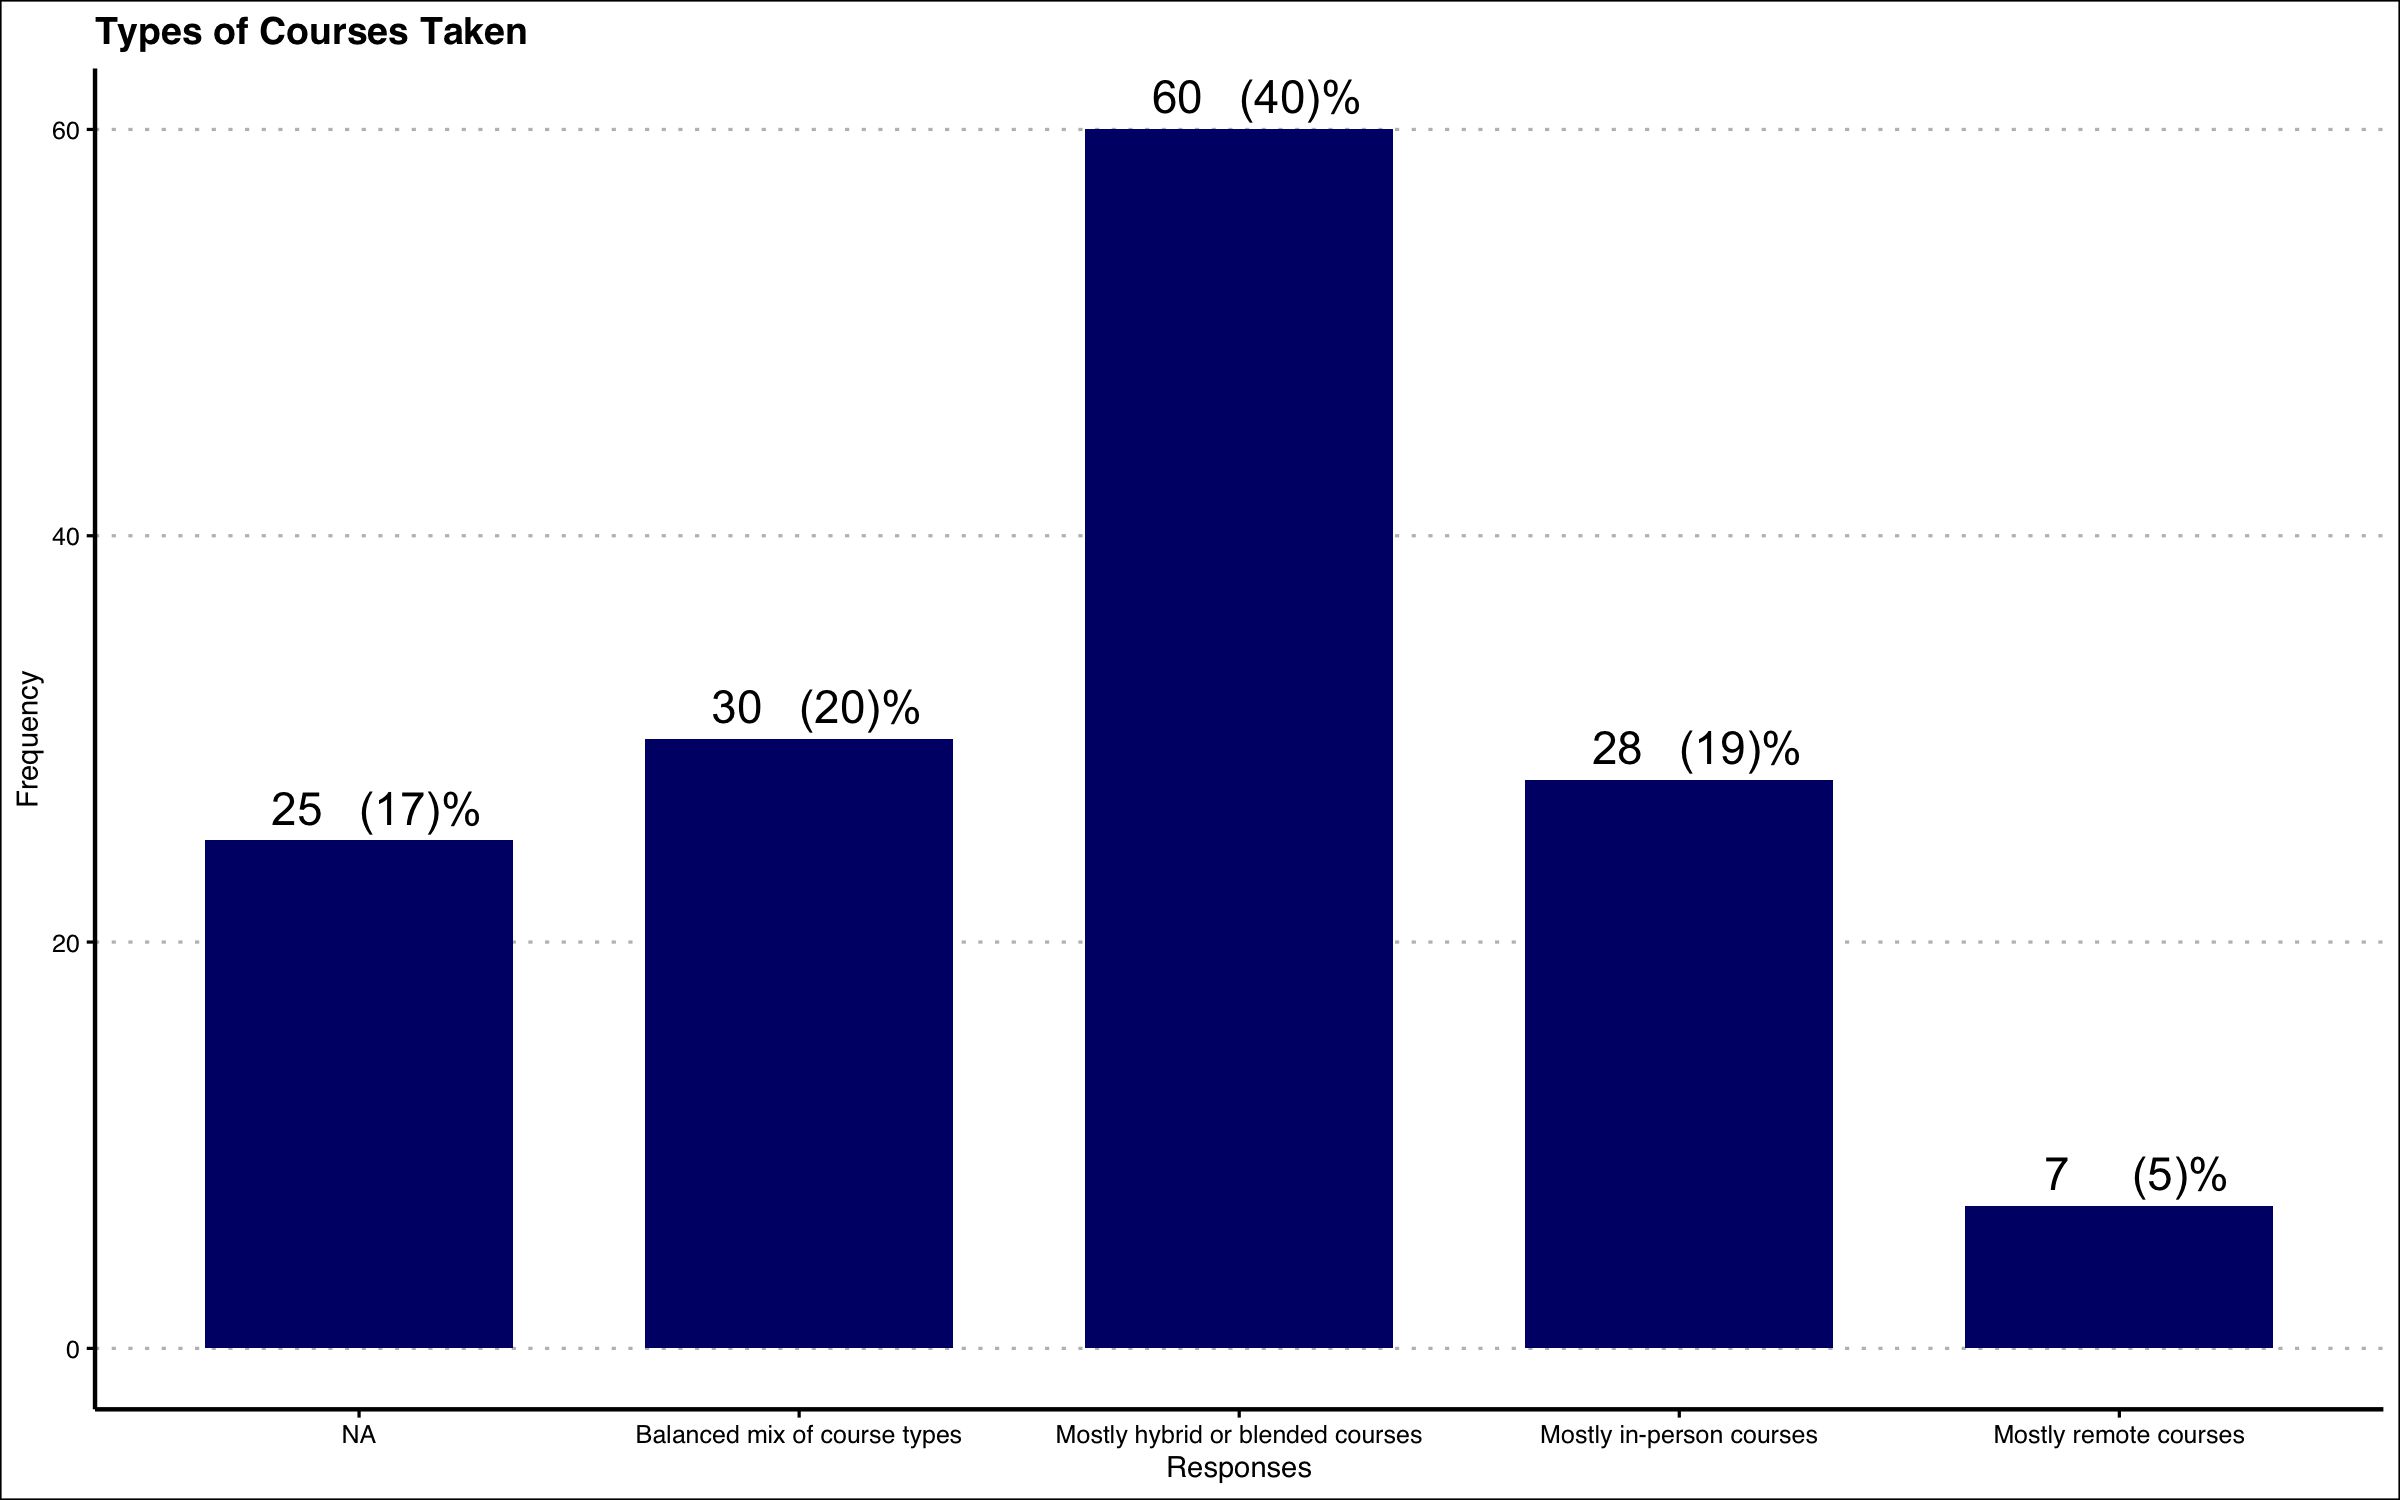 Types of Courses Taken
60 (40)%
60
40
30 (20)%
28 (19)%
25 (17)%
Frequency
20
7 (5)%
0
NA Balanced mix of course types Mostly hybrid or blended courses Mostly in-person courses Mostly remote courses
Responses